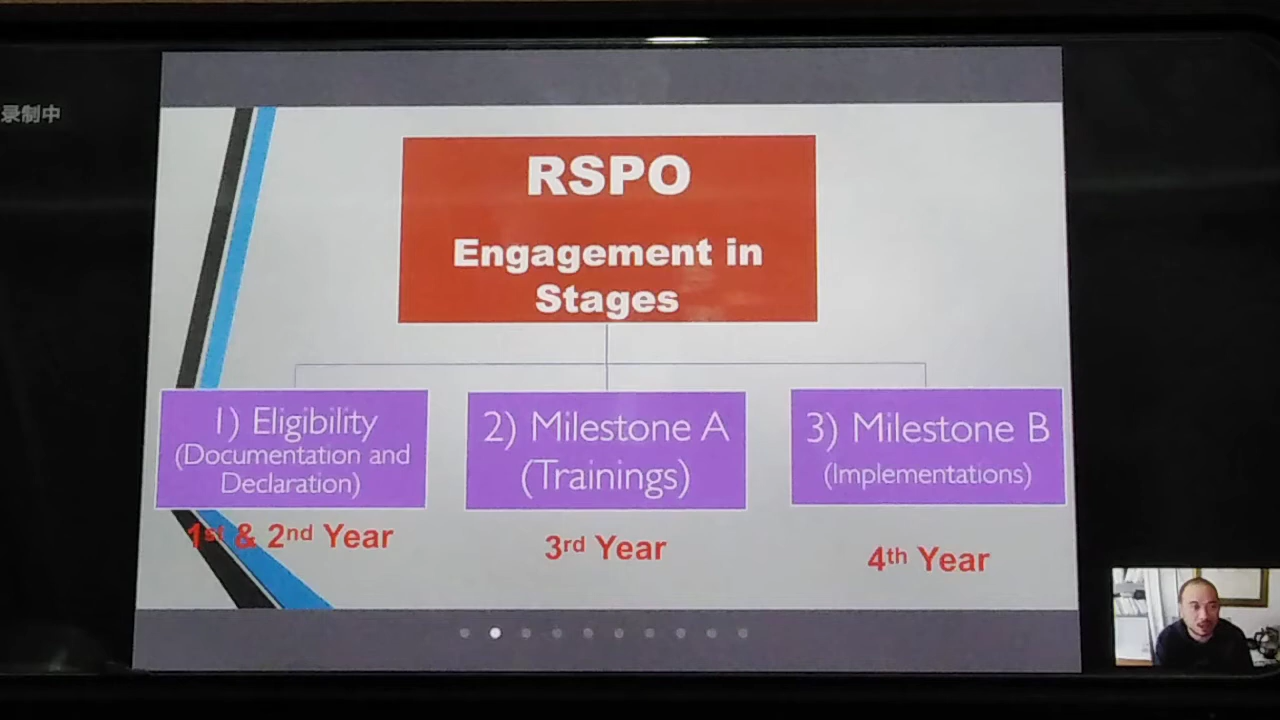 录制中
RSPO
Engagement in
Stages
1) Eligibility
(Documentation and
Declaration)
2) Milestone A
(Trainings)
3) Milestone B
(Implementations)
1st & 2nd Year
3rd Year
4th Year